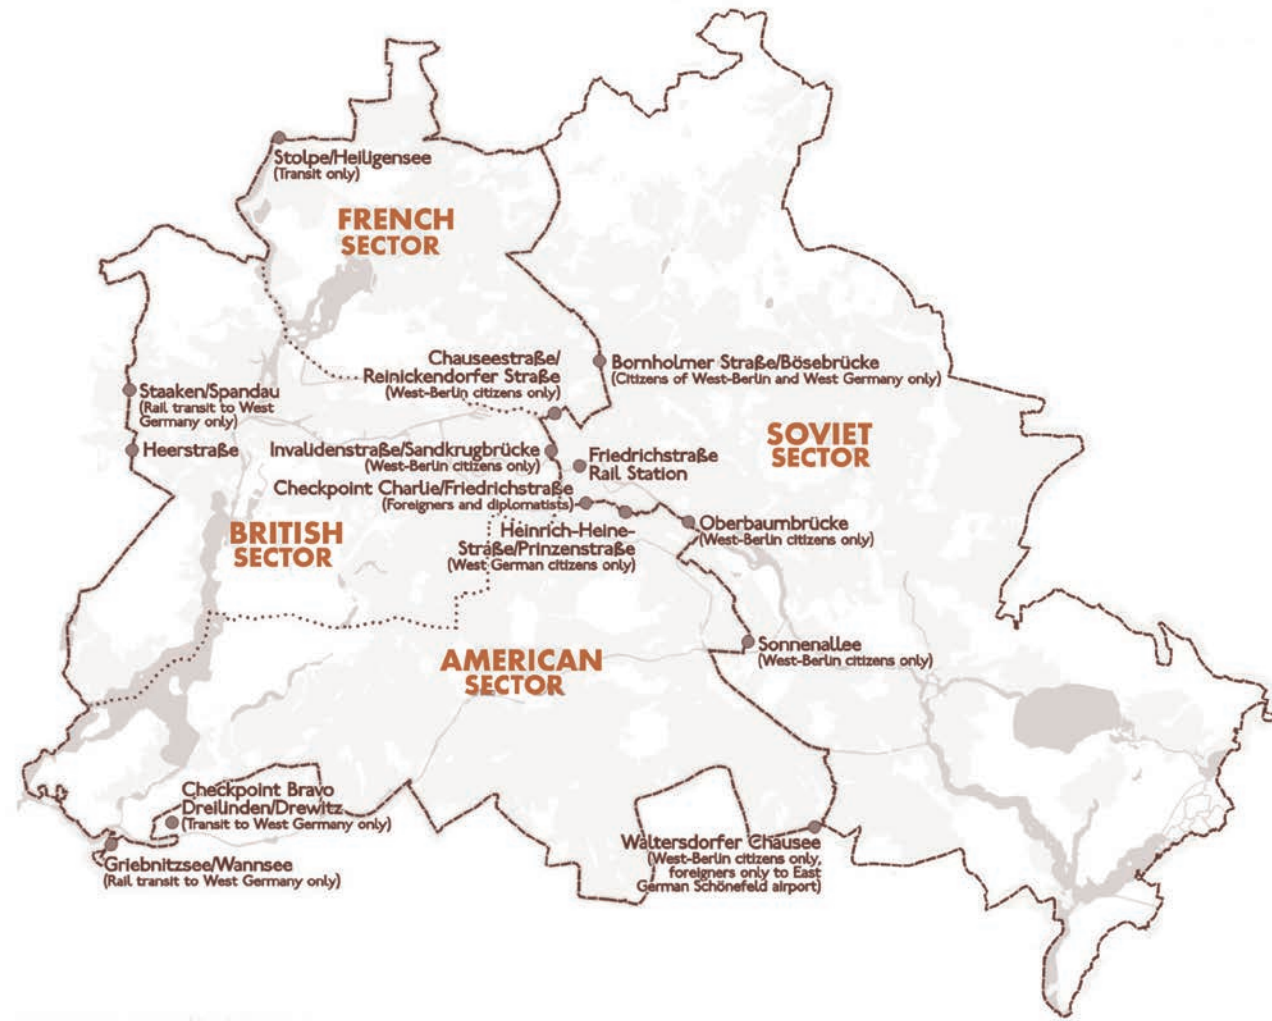 Stolpe/Heiligensee
(Transit only)
FRENCH
SECTOR
Chauseestraße/
Reinickendorfer Straße
(West-Berlin citizens only)
Bornholmer Straße/Bösebrücke
(Citizens of West-Berlin and West Germany only)
Staaken/Spandau
(Rail transit to West
Germany only)
Heerstraße
Invalidenstraße/Sandkrugbrücke
(West-Berlin citizens only)
Friedrichstraße
Rail Station
SOVIET
SECTOR
Checkpoint Charlie/Friedrichstraße
(Foreigners and diplomatists)
BRITISH
SECTOR
Heinrich-Heine-
Straße/Prinzenstraße
(West German citizens only)
Oberbaumbrücke
(West-Berlin citizens only)
Sonnenallee
(West-Berlin citizens only)
AMERICAN
SECTOR
Checkpoint Bravo
Dreilinden/Drewitz
(Transit to West Germany only)
Griebnitzsee/Wannsee
(Rail transit to West Germany only)
Waltersdorfer Chausee
(West-Berlin citizens only,
foreigners only to East
German Schönefeld airport)